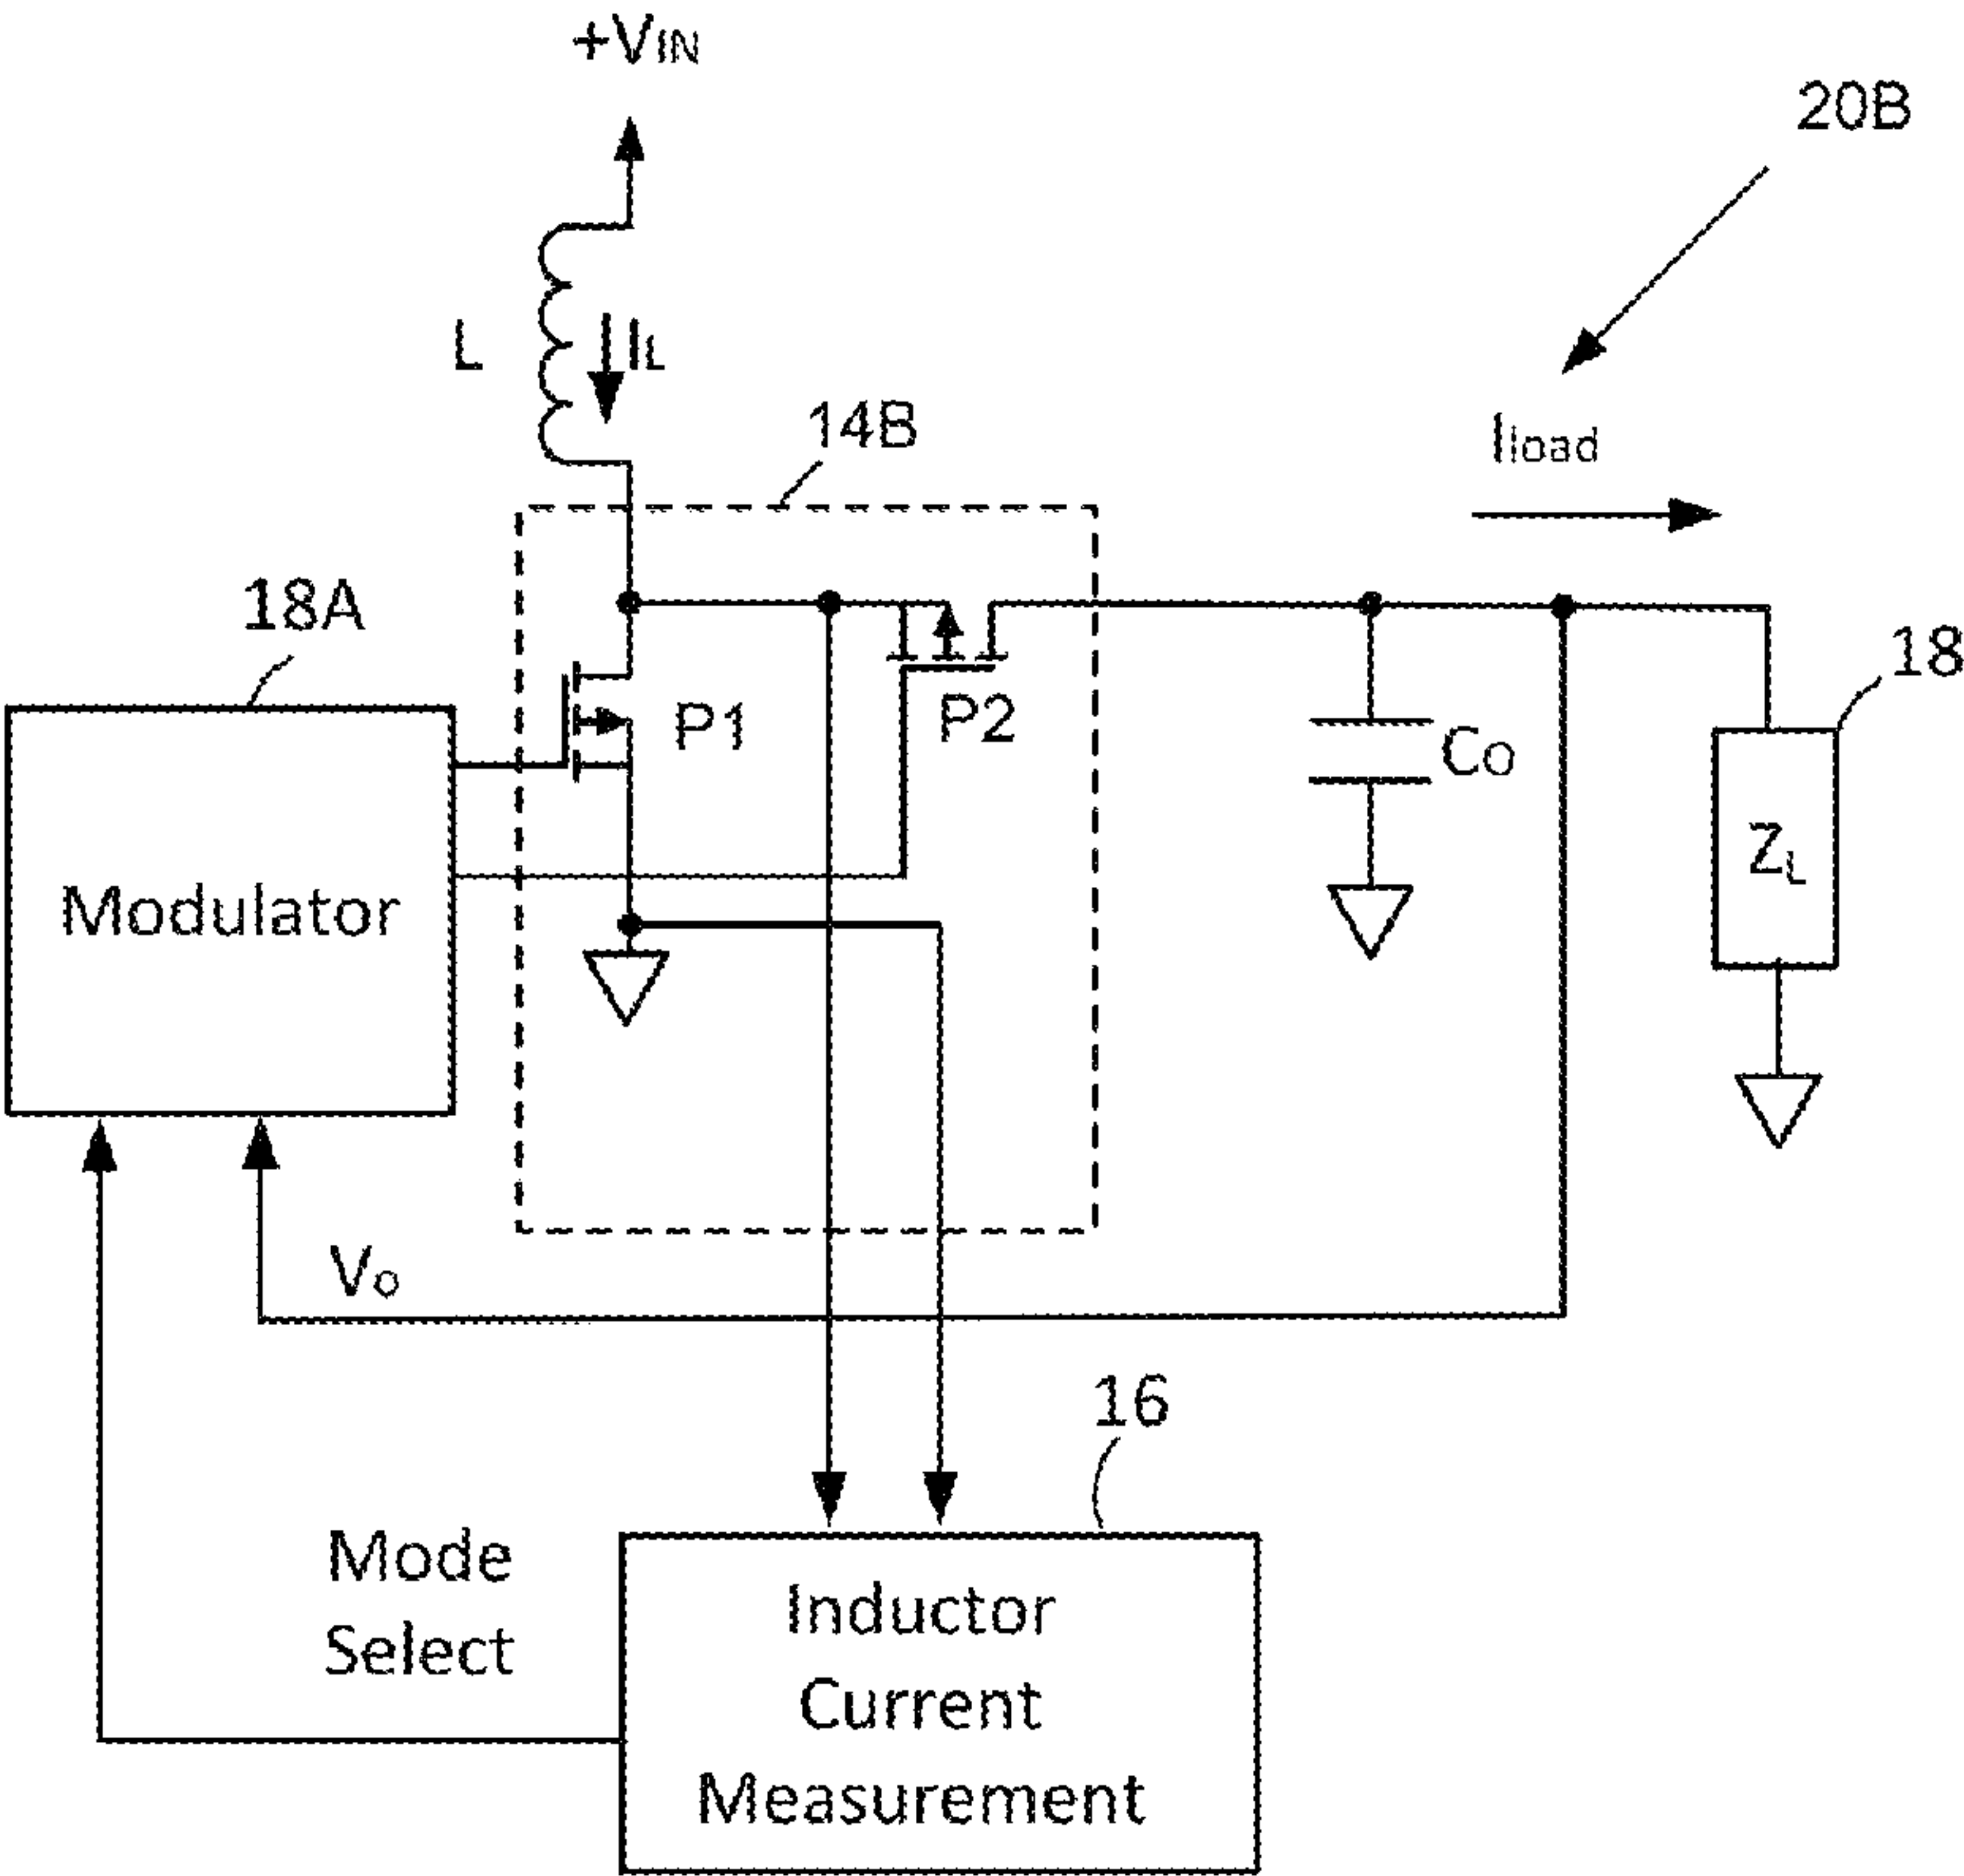 +VIN
20B
L
IL
14B
Iload
18A
18
P1
P2
CO
ZL
Modulator
VO
16
Mode
Select
Inductor
Current
Measurement